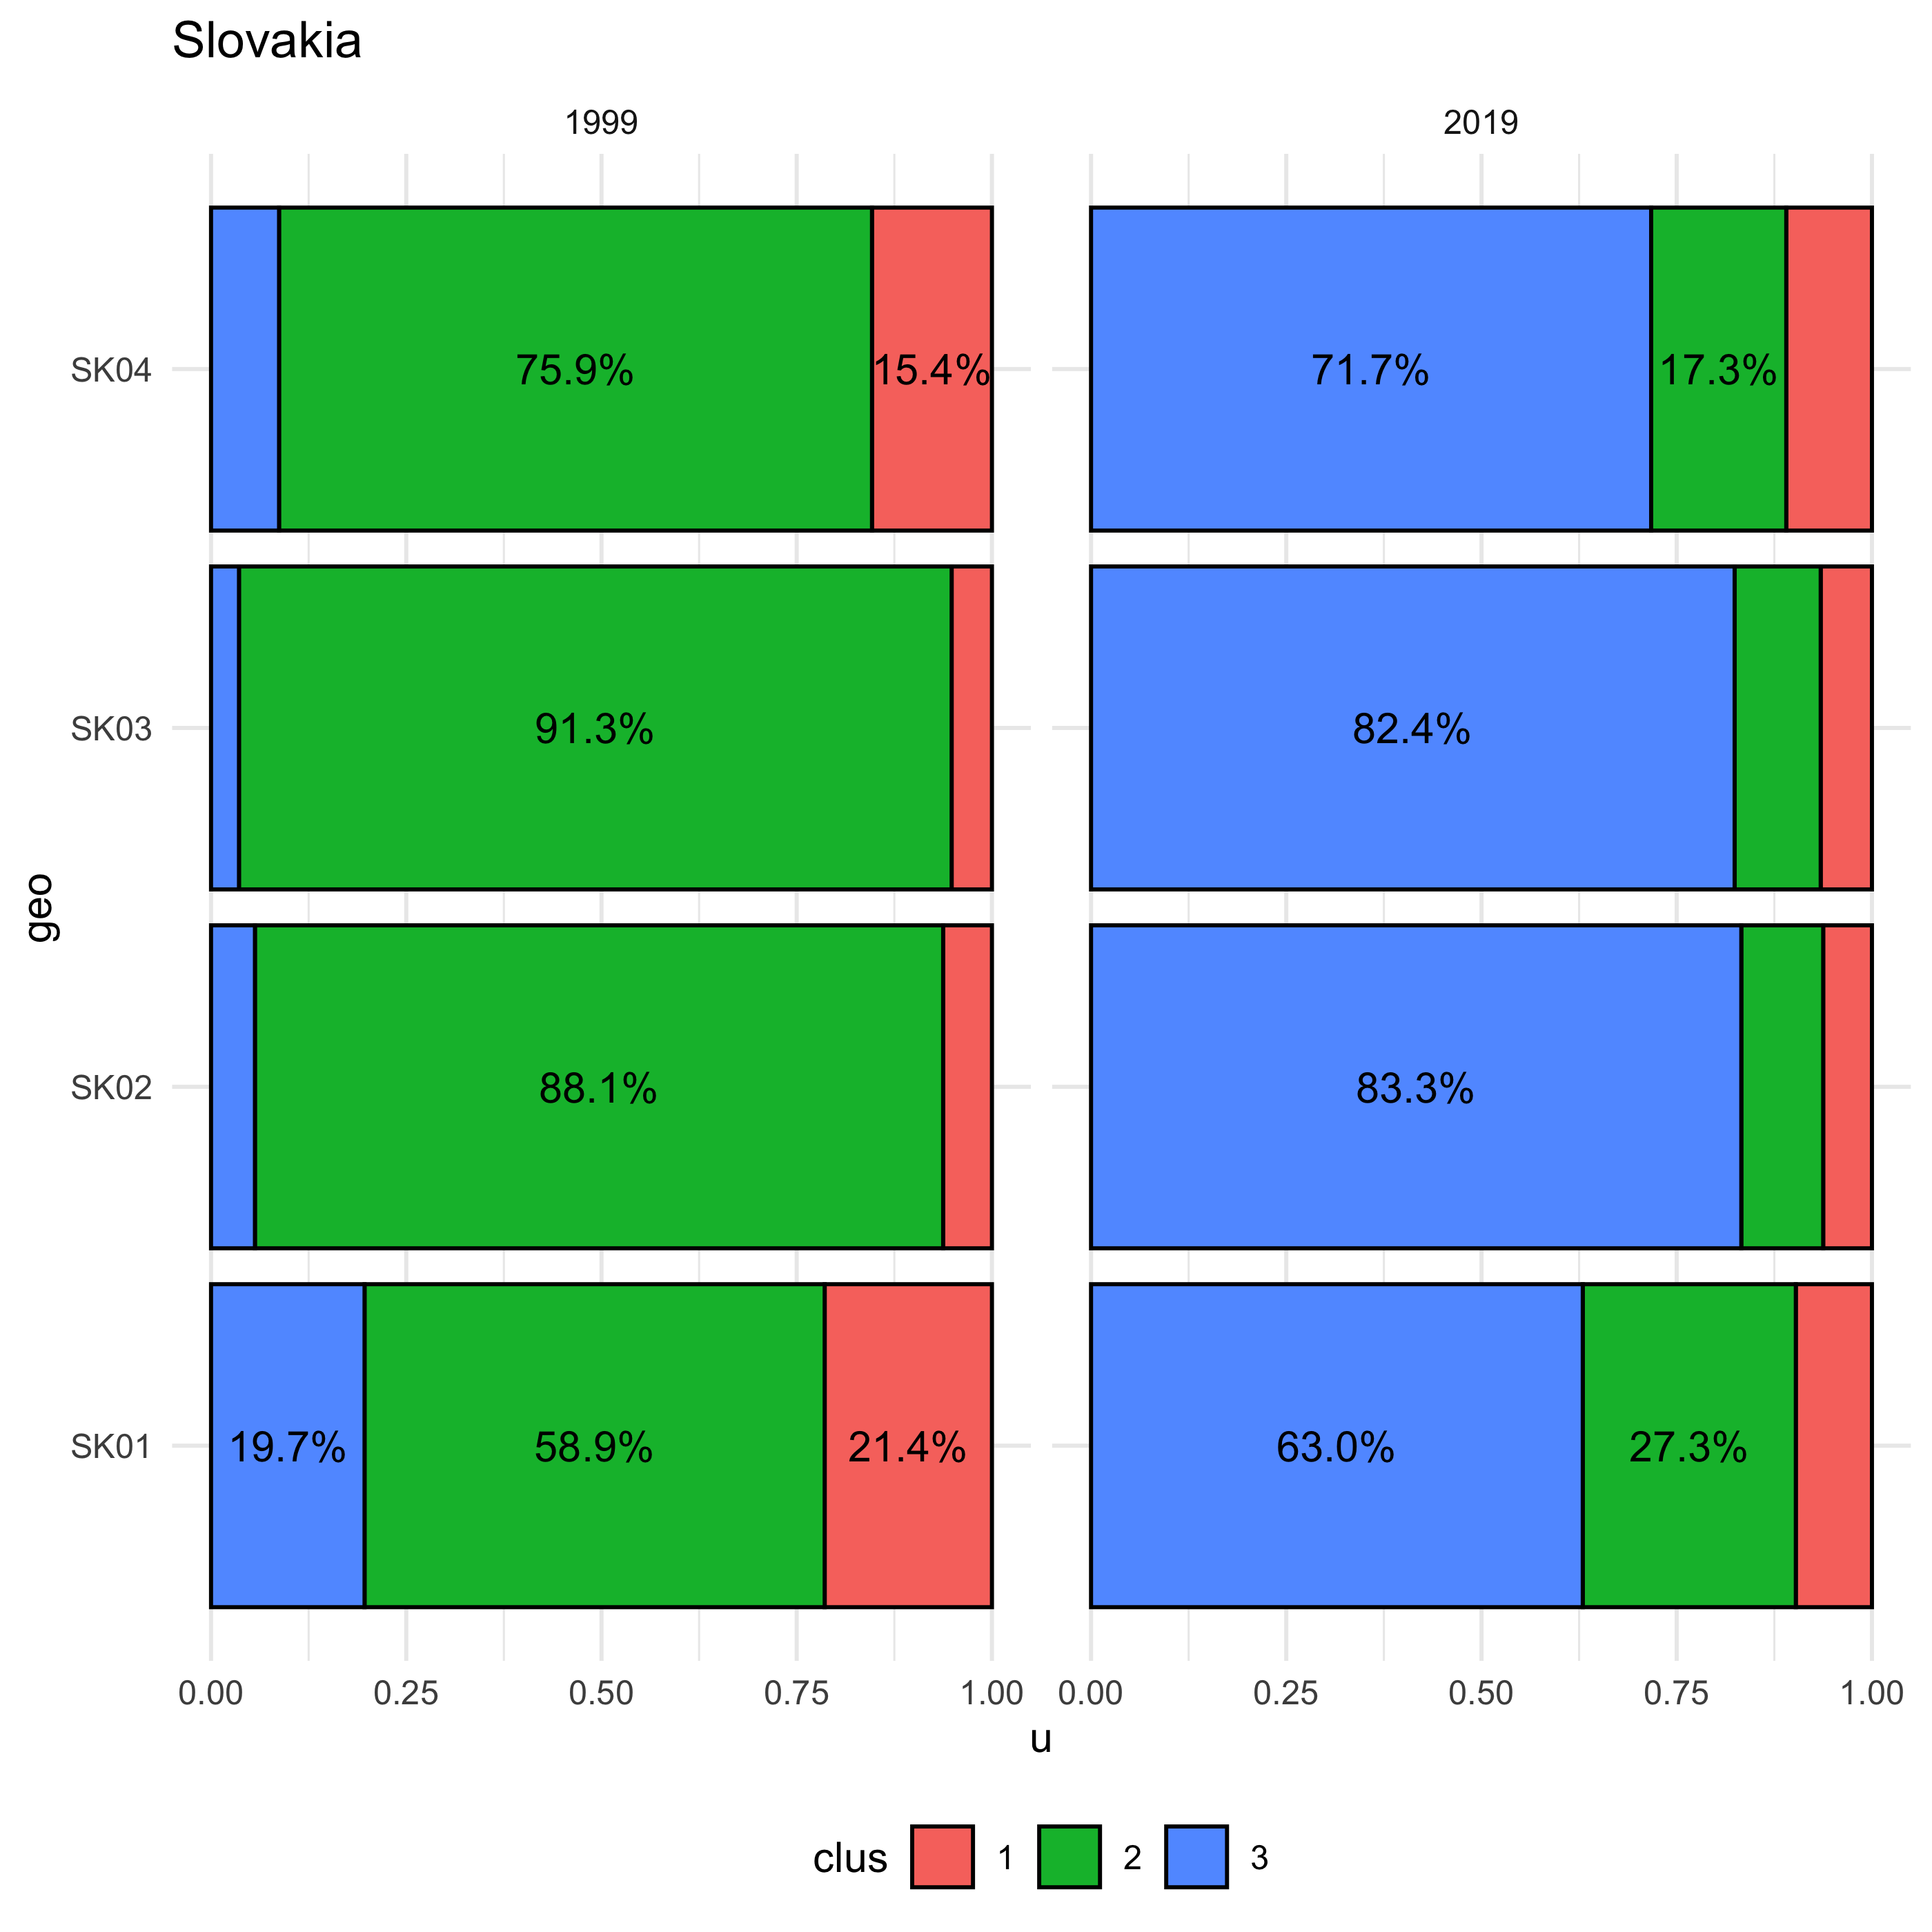 Slovakia
1999 2019
SK04 75.9% 15.4% 71.7% 17.3%
SK03 91.3% 82.4%
geo
SK02 88.1% 83.3%
SK01 19.7% 58.9% 21.4% 63.0% 27.3%
0.00 0.25 0.50 0.75 1.00 0.00 0.25 0.50 0.75 1.00
u
clus 1 2 3